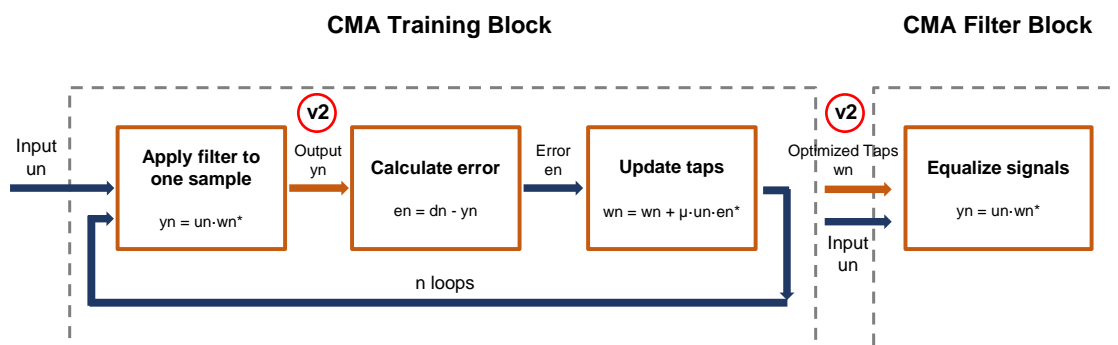 CMA Training Block
CMA Filter Block
v2
v2
Input
un
Apply filter to
one sample
yn = un·wn*
Output
yn
Calculate error
en = dn - yn
Error
en
Update taps
wn = wn + µ·un·en*
Optimized Taps
wn
Input
un
Equalize signals
yn = un·wn*
n loops